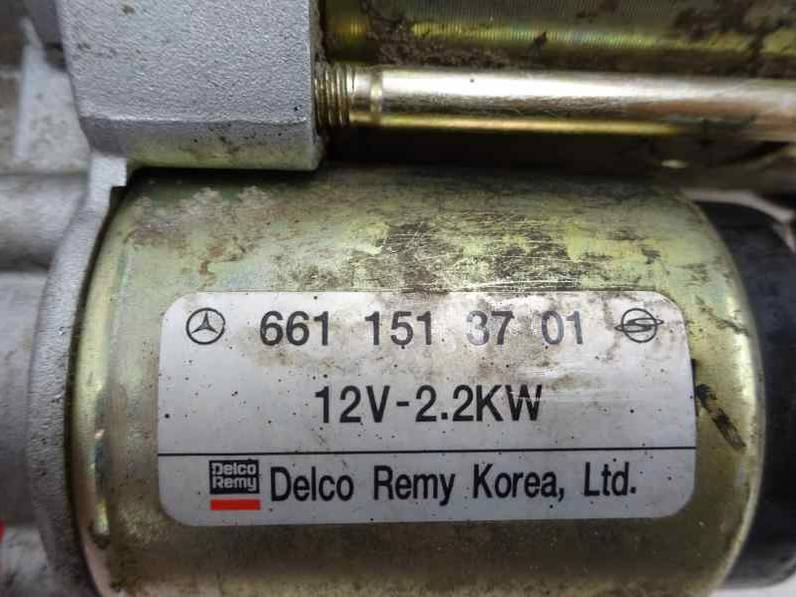 661 151 37 01
12V-2.2KW
Delco
Remy
Delco Remy Korea, Ltd.